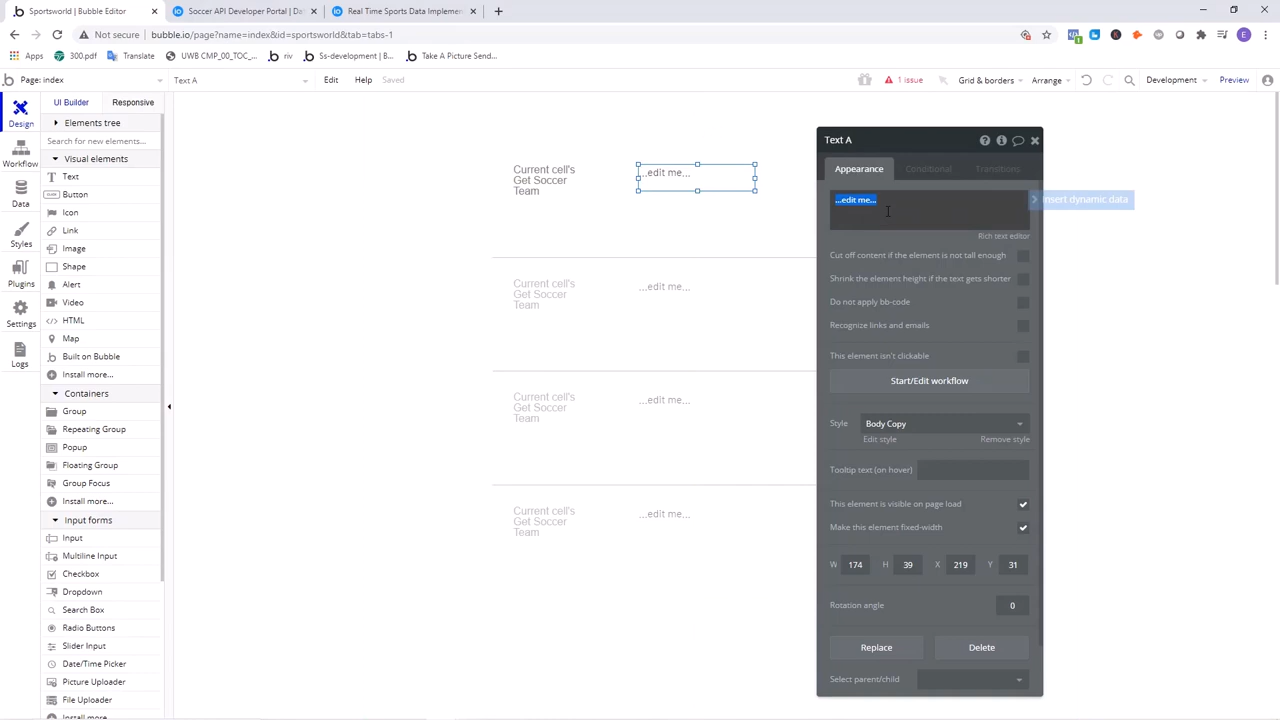 Sportsworld | Bubble Editor
Soccer API Developer Portal | Da
Real Time Sports Data Implemen
Not secure | bubble.io/page?name=index&id=sportsworld&tab=tabs-1
E
Apps
300.edu
Translate
UWB CMP_00_TOC_...
riv
Ss-development - B...
Take A Picture Send...
Page: index
Text A
Edit
Help
Saved
1 issue
Grid & borders
Arrange
Development
Preview
Design
Workflow
Data
Styles
Plugins
Settings
Logs
UI Builder
Responsive
Elements tree
Search for new elements...
Visual elements
Text
Button
Icon
Link
Image
Shape
Alert
Video
HTML
Map
Built on Bubble
Install more...
Containers
Group
Repeating Group
Popup
Floating Group
Group Focus
Install more...
Input forms
Input
Multiline Input
Checkbox
Dropdown
Search Box
Radio Buttons
Slider Input
Date/Time Picker
Picture Uploader
File Uploader
Install more
Current cell's
Get Soccer
Team
...edit me...
Current cell's
Get Soccer
Team
...edit me...
Current cell's
Get Soccer
Team
...edit me...
Current cell's
Get Soccer
Team
...edit me...
Text A
Appearance
Conditional
Transitions
...edit me...
Insert dynamic data
Rich text editor
Cut off content if the element is not tall enough
Shrink the element height if the text gets shorter
Do not apply bb-code
Recognize links and emails
This element isn't clickable
Start/Edit workflow
Style
Body Copy
Edit style
Remove style
Tooltip text (on hover)
This element is visible on page load
Make this element fixed-width
W 174 H 39 X 219 Y 31
Rotation angle
0
Replace
Delete
Select parent/child